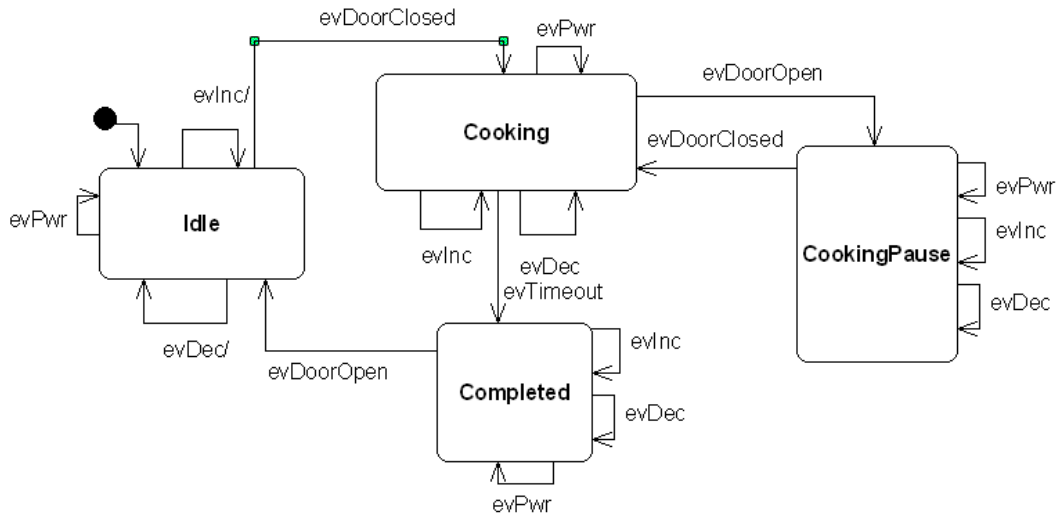 evDoorClosed
evPwr
evDoorOpen
evInc/
Cooking
evDoorClosed
evPwr
evPwr
Idle
evInc
CookingPause
evInc
evDec
evTimeout
evDec
evDec/
evInc
evDoorOpen
Completed
evDec
evPwr